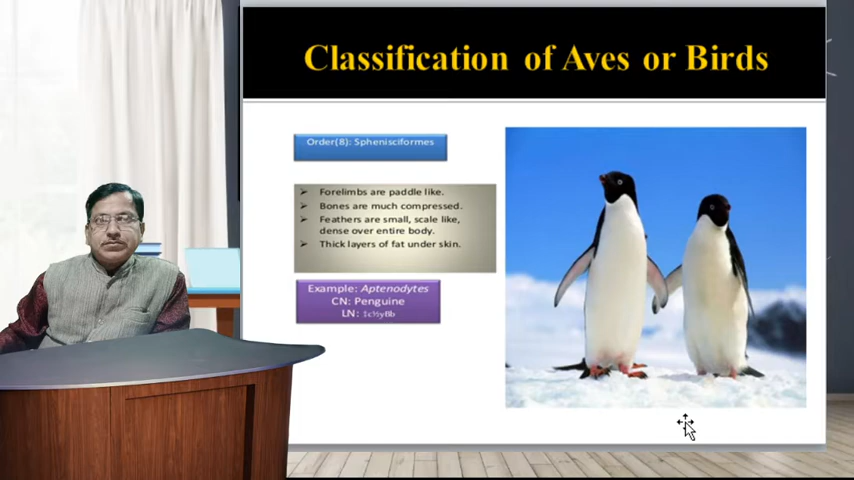 Classification of Aves or Birds
Order(8): Sphenisciformes
Forelimbs are paddle like.
Bones are much compressed.
Feathers are small, scale like,
dense over entire body.
Thick layers of fat under skin.
Example: Aptenodytes
CN: Penguine
LN: